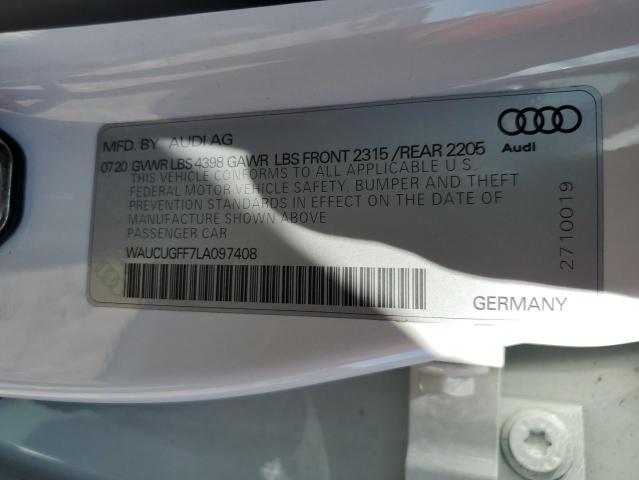 MFD. BY AUDI AG
0720 GVWR LBS 4398 GAWR LBS FRONT 2315 /REAR 2205
THIS VEHICLE CONFORMS TO ALL APPLICABLE U.S.
FEDERAL MOTOR VEHICLE SAFETY, BUMPER AND THEFT
PREVENTION STANDARDS IN EFFECT ON THE DATE OF
MANUFACTURE SHOWN ABOVE
PASSENGER CAR
WAUCUGFF7LA097408
Audi
2710019
GERMANY